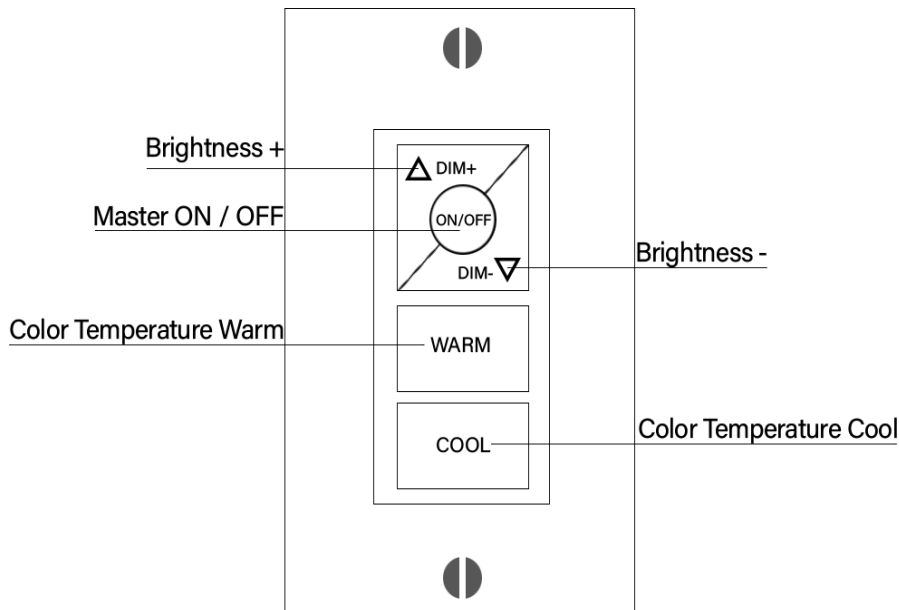 Brightness +
DIM+
Master ON / OFF
ON/OFF
Brightness -
DIM-
Color Temperature Warm
WARM
Color Temperature Cool
COOL